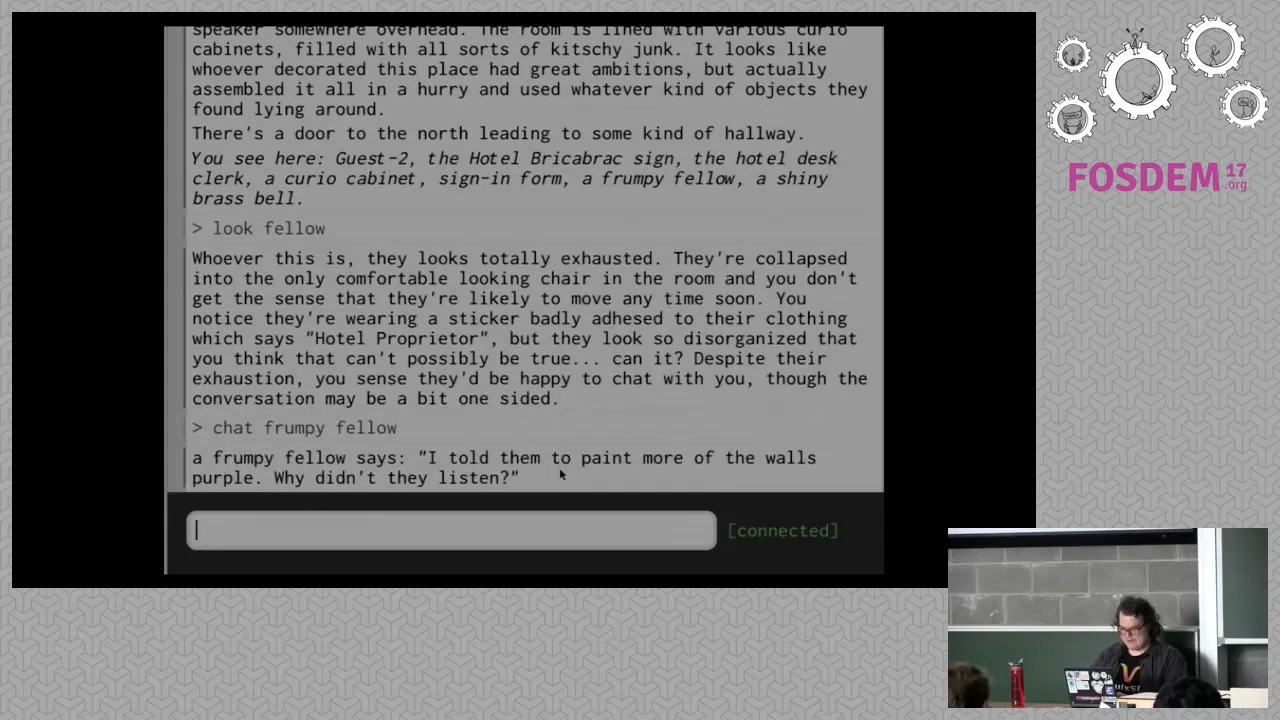 speaker somewhere overhead. The room is lined with various curio
cabinets, filled with all sorts of kitschy junk. It looks like
whoever decorated this place had great ambitions, but actually
assembled it all in a hurry and used whatever kind of objects they
found lying around.
There's a door to the north leading to some kind of hallway.
You see here: Guest-2, the Hotel Bricabrac sign, the hotel desk
clerk, a curio cabinet, sign-in form, a frumpy fellow, a shiny
brass bell.
> look fellow
Whoever this is, they looks totally exhausted. They're collapsed
into the only comfortable looking chair in the room and you don't
get the sense that they're likely to move any time soon. You
notice they're wearing a sticker badly adhesed to their clothing
which says "Hotel Proprietor", but they look so disorganized that
you think that can't possibly be true... can it? Despite their
exhaustion, you sense they'd be happy to chat with you, though the
conversation may be a bit one sided.
> chat frumpy fellow
a frumpy fellow says: "I told them to paint more of the walls
purple. Why didn't they listen?"
[connected]
FOSDEM 17
.org